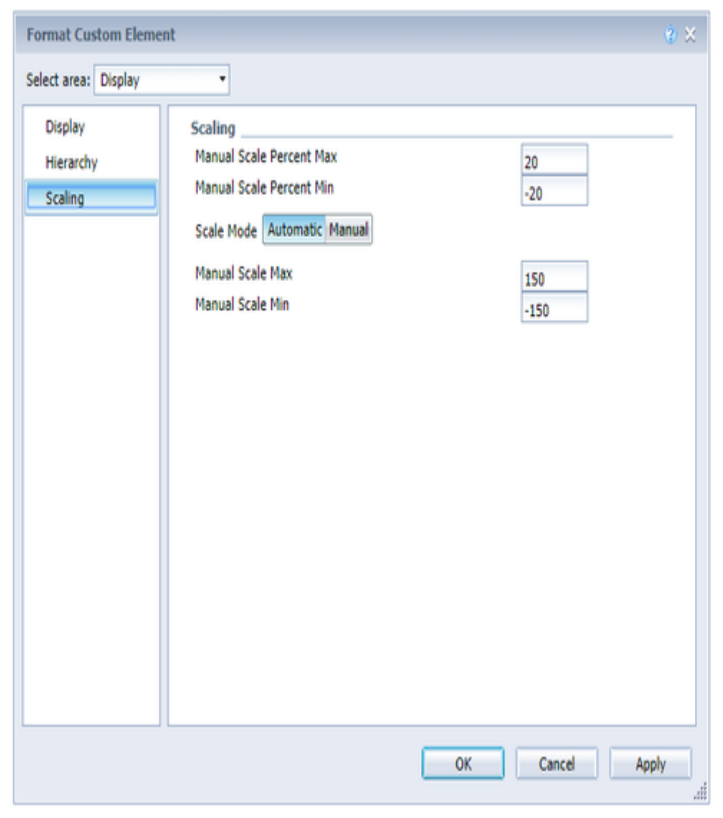 Format Custom Element
Select area: Display
Display
Hierarchy
Scaling
Scaling
Manual Scale Percent Max 20
Manual Scale Percent Min -20
Scale Mode Automatic Manual
Manual Scale Max 150
Manual Scale Min -150
OK Cancel Apply